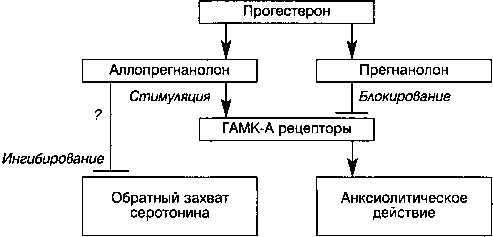 Прогестерон
Аллопрегнанолон
Прегнанолон
Стимуляция
Блокирование
?
ГАМК-А рецепторы
Ингибирование
Обратный захват
серотонина
Анксиолитическое
действие